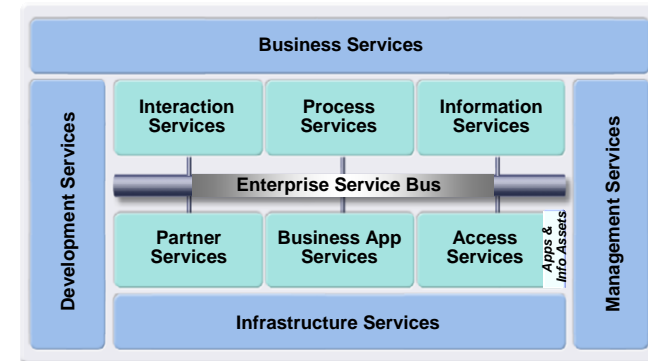 Business Services
Development Services
Interaction
Services
Process
Services
Information
Services
Management Services
Enterprise Service Bus
Partner
Services
Business App
Services
Access
Services
Apps &
Info Assets
Infrastructure Services